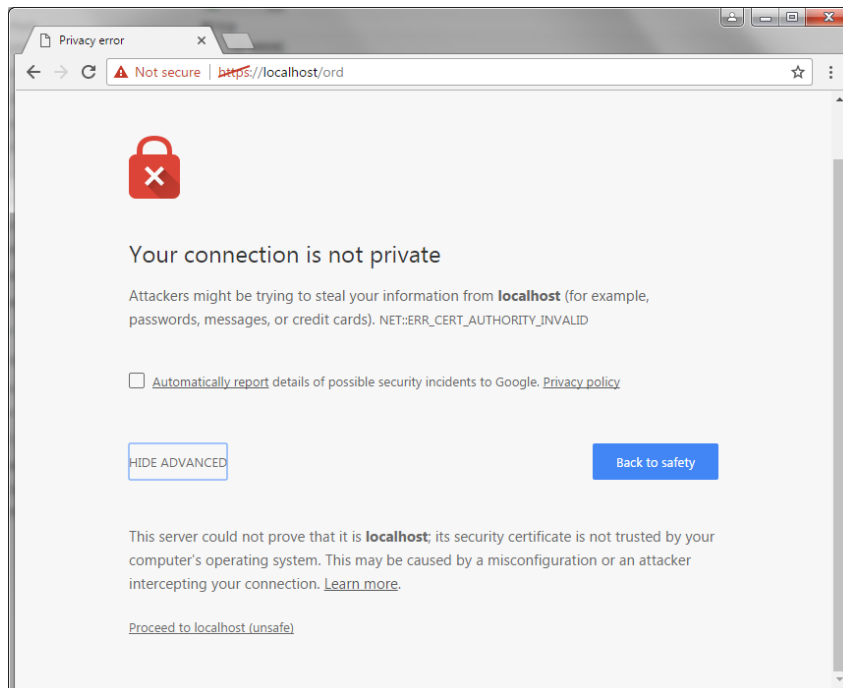 Privacy error
Not secure | https://localhost/ord
Your connection is not private
Attackers might be trying to steal your information from localhost (for example,
passwords, messages, or credit cards). NET::ERR_CERT_AUTHORITY_INVALID
Automatically report details of possible security incidents to Google. Privacy policy
HIDE ADVANCED
Back to safety
This server could not prove that it is localhost; its security certificate is not trusted by your
computer's operating system. This may be caused by a misconfiguration or an attacker
intercepting your connection. Learn more.
Proceed to localhost (unsafe)